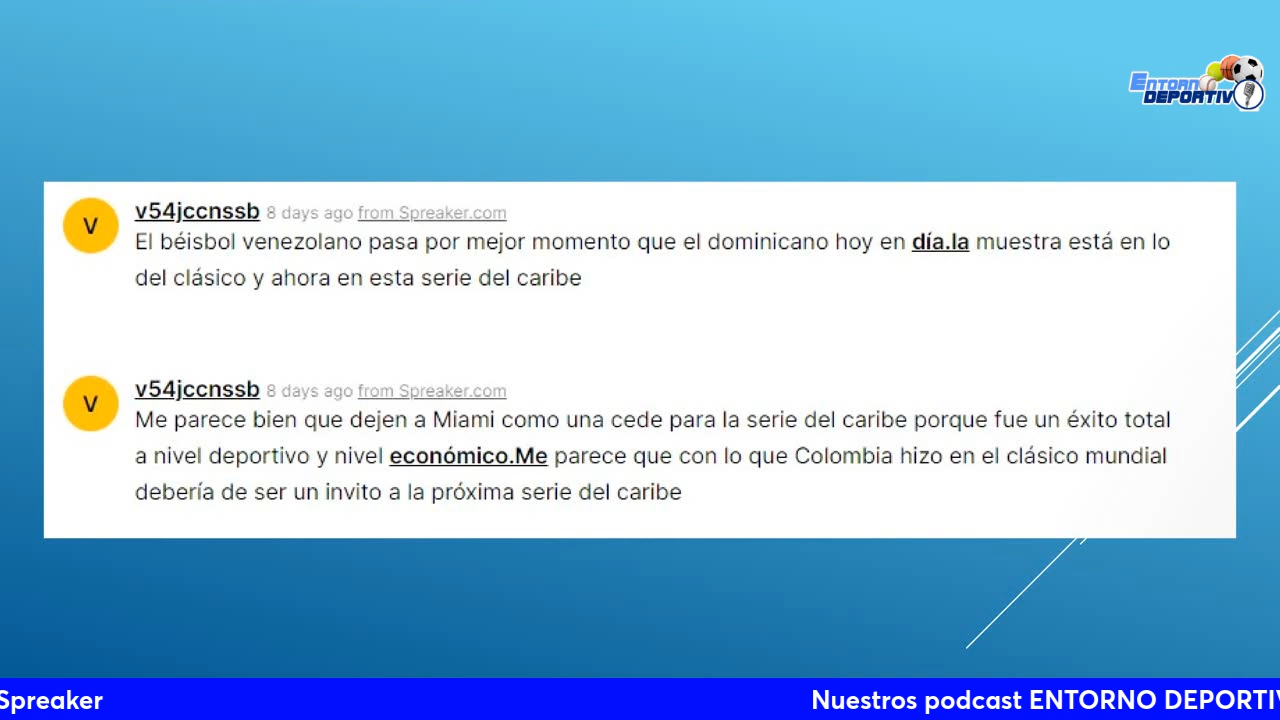 ENTORNO
DEPORTIVO
V
v54jccnssb 8 days ago from Spreaker.com
El béisbol venezolano pasa por mejor momento que el dominicano hoy en día.la muestra está en lo
del clásico y ahora en esta serie del caribe
V
v54jccnssb 8 days ago from Spreaker.com
Me parece bien que dejen a Miami como una cede para la serie del caribe porque fue un éxito total
a nivel deportivo y nivel económico.Me parece que con lo que Colombia hizo en el clásico mundial
debería de ser un invito a la próxima serie del caribe
Spreaker
Nuestros podcast ENTORNO DEPORTIV